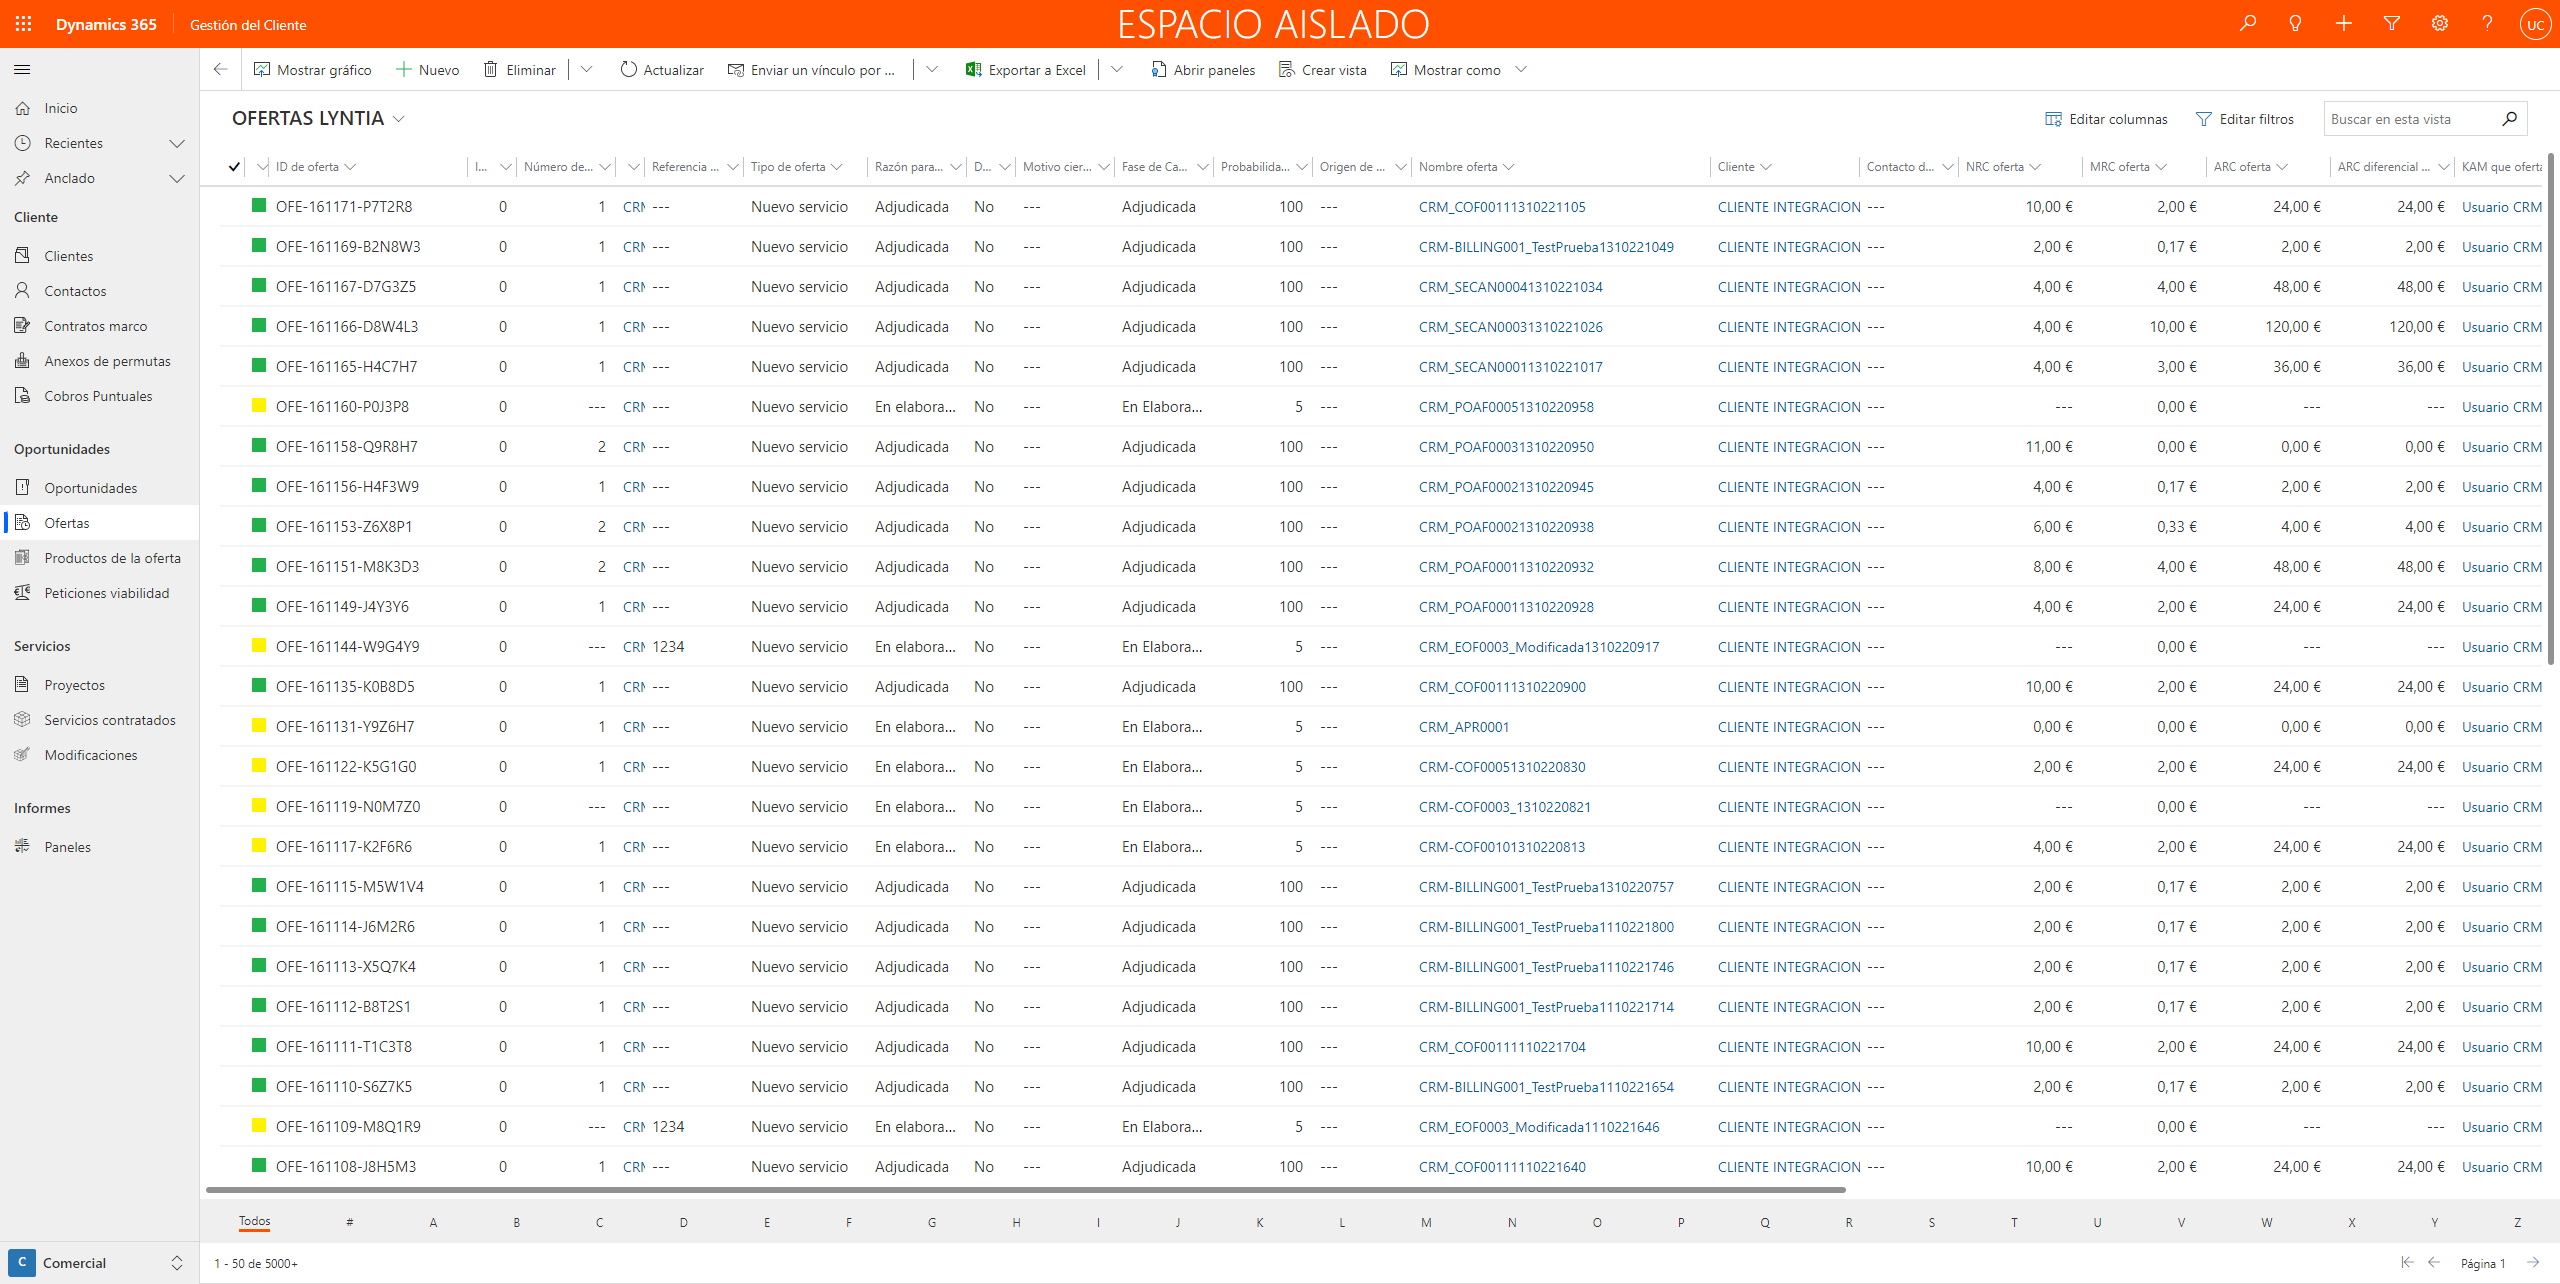 Dynamics 365 Gestión del Cliente ESPACIO AISLADO UC
Mostrar gráfico Nuevo Eliminar Actualizar Enviar un vínculo por ... Exportar a Excel Abrir paneles Crear vista Mostrar como
Inicio
Recientes
Anclado
Cliente
Clientes
Contactos
Contratos marco
Anexos de permutas
Cobros Puntuales
Oportunidades
Oportunidades
Ofertas
Productos de la oferta
Peticiones viabilidad
Servicios
Proyectos
Servicios contratados
Modificaciones
Informes
Paneles
C Comercial
OFERTAS LYNTIA Editar columnas Editar filtros Buscar en esta vista
ID de oferta I... Número de... Referencia ... Tipo de oferta Razón para... D... Motivo cier... Fase de Ca... Probabilida... Origen de ... Nombre oferta Cliente Contacto d... NRC oferta MRC oferta ARC oferta ARC diferencial ... KAM que oferta
OFE-161171-P7T2R8 0 1 CRM --- Nuevo servicio Adjudicada No --- Adjudicada 100 --- CRM_COF00111310221105 CLIENTE INTEGRACION --- 10,00 € 2,00 € 24,00 € 24,00 € Usuario CRM
OFE-161169-B2N8W3 0 1 CRM --- Nuevo servicio Adjudicada No --- Adjudicada 100 --- CRM-BILLING001_TestPrueba1310221049 CLIENTE INTEGRACION --- 2,00 € 0,17 € 2,00 € 2,00 € Usuario CRM
OFE-161167-D7G3Z5 0 1 CRM --- Nuevo servicio Adjudicada No --- Adjudicada 100 --- CRM_SECAN00041310221034 CLIENTE INTEGRACION --- 4,00 € 4,00 € 48,00 € 48,00 € Usuario CRM
OFE-161166-D8W4L3 0 1 CRM --- Nuevo servicio Adjudicada No --- Adjudicada 100 --- CRM_SECAN00031310221026 CLIENTE INTEGRACION --- 4,00 € 10,00 € 120,00 € 120,00 € Usuario CRM
OFE-161165-H4C7H7 0 1 CRM --- Nuevo servicio Adjudicada No --- Adjudicada 100 --- CRM_SECAN00011310221017 CLIENTE INTEGRACION --- 4,00 € 3,00 € 36,00 € 36,00 € Usuario CRM
OFE-161160-P0J3P8 0 --- CRM --- Nuevo servicio En elabora... No --- En Elabora... 5 --- CRM_POAF00051310220958 CLIENTE INTEGRACION --- --- 0,00 € --- --- Usuario CRM
OFE-161158-Q9R8H7 0 2 CRM --- Nuevo servicio Adjudicada No --- Adjudicada 100 --- CRM_POAF00031310220950 CLIENTE INTEGRACION --- 11,00 € 0,00 € 0,00 € 0,00 € Usuario CRM
OFE-161156-H4F3W9 0 1 CRM --- Nuevo servicio Adjudicada No --- Adjudicada 100 --- CRM_POAF00021310220945 CLIENTE INTEGRACION --- 4,00 € 0,17 € 2,00 € 2,00 € Usuario CRM
OFE-161153-Z6X8P1 0 2 CRM --- Nuevo servicio Adjudicada No --- Adjudicada 100 --- CRM_POAF00021310220938 CLIENTE INTEGRACION --- 6,00 € 0,33 € 4,00 € 4,00 € Usuario CRM
OFE-161151-M8K3D3 0 2 CRM --- Nuevo servicio Adjudicada No --- Adjudicada 100 --- CRM_POAF00011310220932 CLIENTE INTEGRACION --- 8,00 € 4,00 € 48,00 € 48,00 € Usuario CRM
OFE-161149-J4Y3Y6 0 1 CRM --- Nuevo servicio Adjudicada No --- Adjudicada 100 --- CRM_POAF00011310220928 CLIENTE INTEGRACION --- 4,00 € 2,00 € 24,00 € 24,00 € Usuario CRM
OFE-161144-W9G4Y9 0 --- CRM 1234 Nuevo servicio En elabora... No --- En Elabora... 5 --- CRM_EOF0003_Modificada1310220917 CLIENTE INTEGRACION --- --- 0,00 € --- --- Usuario CRM
OFE-161135-K0B8D5 0 1 CRM --- Nuevo servicio Adjudicada No --- Adjudicada 100 --- CRM_COF00111310220900 CLIENTE INTEGRACION --- 10,00 € 2,00 € 24,00 € 24,00 € Usuario CRM
OFE-161131-Y9Z6H7 0 1 CRM --- Nuevo servicio En elabora... No --- En Elabora... 5 --- CRM_APR0001 CLIENTE INTEGRACION --- 0,00 € 0,00 € 0,00 € 0,00 € Usuario CRM
OFE-161122-K5G1G0 0 1 CRM --- Nuevo servicio En elabora... No --- En Elabora... 5 --- CRM-COF00051310220830 CLIENTE INTEGRACION --- 2,00 € 2,00 € 24,00 € 24,00 € Usuario CRM
OFE-161119-N0M7Z0 0 --- CRM --- Nuevo servicio En elabora... No --- En Elabora... 5 --- CRM-COF0003_1310220821 CLIENTE INTEGRACION --- --- 0,00 € --- --- Usuario CRM
OFE-161117-K2F6R6 0 1 CRM --- Nuevo servicio En elabora... No --- En Elabora... 5 --- CRM-COF00101310220813 CLIENTE INTEGRACION --- 4,00 € 2,00 € 24,00 € 24,00 € Usuario CRM
OFE-161115-M5W1V4 0 1 CRM --- Nuevo servicio Adjudicada No --- Adjudicada 100 --- CRM-BILLING001_TestPrueba1310220757 CLIENTE INTEGRACION --- 2,00 € 0,17 € 2,00 € 2,00 € Usuario CRM
OFE-161114-J6M2R6 0 1 CRM --- Nuevo servicio Adjudicada No --- Adjudicada 100 --- CRM-BILLING001_TestPrueba1110221800 CLIENTE INTEGRACION --- 2,00 € 0,17 € 2,00 € 2,00 € Usuario CRM
OFE-161113-X5Q7K4 0 1 CRM --- Nuevo servicio Adjudicada No --- Adjudicada 100 --- CRM-BILLING001_TestPrueba1110221746 CLIENTE INTEGRACION --- 2,00 € 0,17 € 2,00 € 2,00 € Usuario CRM
OFE-161112-B8T2S1 0 1 CRM --- Nuevo servicio Adjudicada No --- Adjudicada 100 --- CRM-BILLING001_TestPrueba1110221714 CLIENTE INTEGRACION --- 2,00 € 0,17 € 2,00 € 2,00 € Usuario CRM
OFE-161111-T1C3T8 0 1 CRM --- Nuevo servicio Adjudicada No --- Adjudicada 100 --- CRM_COF00111110221704 CLIENTE INTEGRACION --- 10,00 € 2,00 € 24,00 € 24,00 € Usuario CRM
OFE-161110-S6Z7K5 0 1 CRM --- Nuevo servicio Adjudicada No --- Adjudicada 100 --- CRM-BILLING001_TestPrueba1110221654 CLIENTE INTEGRACION --- 2,00 € 0,17 € 2,00 € 2,00 € Usuario CRM
OFE-161109-M8Q1R9 0 --- CRM 1234 Nuevo servicio En elabora... No --- En Elabora... 5 --- CRM_EOF0003_Modificada1110221646 CLIENTE INTEGRACION --- --- 0,00 € --- --- Usuario CRM
OFE-161108-J8H5M3 0 1 CRM --- Nuevo servicio Adjudicada No --- Adjudicada 100 --- CRM_COF00111110221640 CLIENTE INTEGRACION --- 10,00 € 2,00 € 24,00 € 24,00 € Usuario CRM
Todos # A B C D E F G H I J K L M N O P Q R S T U V W X Y Z
1 - 50 de 5000+ Página 1